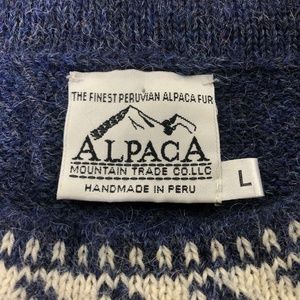 THE FINEST PERUVIAN ALPACA FUR
ALPACA
MOUNTAIN TRADE CO.LLC
HANDMADE IN PERU
L